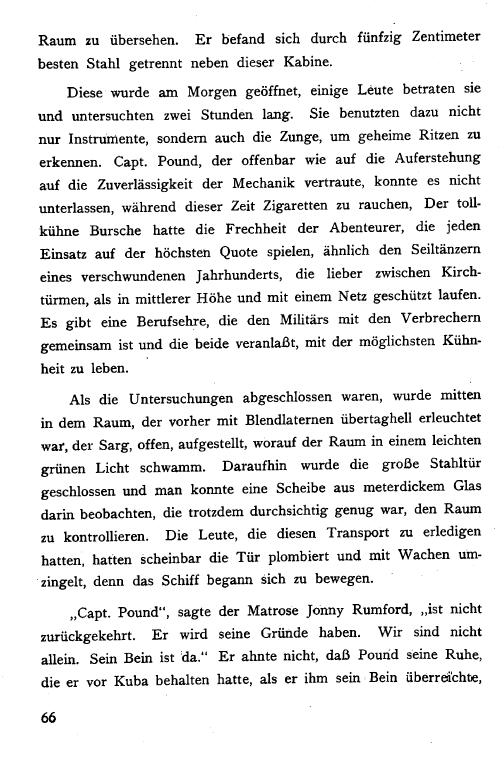 Raum zu übersehen. Er befand sich durch fünfzig Zentimeter
besten Stahl getrennt neben dieser Kabine.
Diese wurde am Morgen geöffnet, einige Leute betraten sie
und untersuchten zwei Stunden lang. Sie benutzten dazu nicht
nur Instrumente, sondern auch die Zunge, um geheime Ritzen zu
erkennen. Capt. Pound, der offenbar wie auf die Auferstehung
auf die Zuverlässigkeit der Mechanik vertraute, konnte es nicht
unterlassen, während dieser Zeit Zigaretten zu rauchen, Der toll-
kühne Bursche hatte die Frechheit der Abenteurer, die jeden
Einsatz auf der höchsten Quote spielen, ähnlich den Seiltänzern
eines verschwundenen Jahrhunderts, die lieber zwischen Kirch-
türmen, als in mittlerer Höhe und mit einem Netz geschützt laufen.
Es gibt eine Berufsehre, die den Militärs mit den Verbrechern
gemeinsam ist und die beide veranlaßt, mit der möglichsten Kühn-
heit zu leben.
Als die Untersuchungen abgeschlossen waren, wurde mitten
in dem Raum, der vorher mit Blendlaternen übertaghell erleuchtet
war, der Sarg, offen, aufgestellt, worauf der Raum in einem leichten
grünen Licht schwamm. Daraufhin wurde die große Stahltür
geschlossen und man konnte eine Scheibe aus meterdickem Glas
darin beobachten, die trotzdem durchsichtig genug war, den Raum
zu kontrollieren. Die Leute, die diesen Transport zu erledigen
hatten, hatten scheinbar die Tür plombiert und mit Wachen um-
zingelt, denn das Schiff begann sich zu bewegen.
„Capt. Pound“, sagte der Matrose Jonny Rumford, „ist nicht
zurückgekehrt. Er wird seine Gründe haben. Wir sind nicht
allein. Sein Bein ist da.“ Er ahnte nicht, daß Pound seine Ruhe,
die er vor Kuba behalten hatte, als er ihm sein Bein überreichte,
66